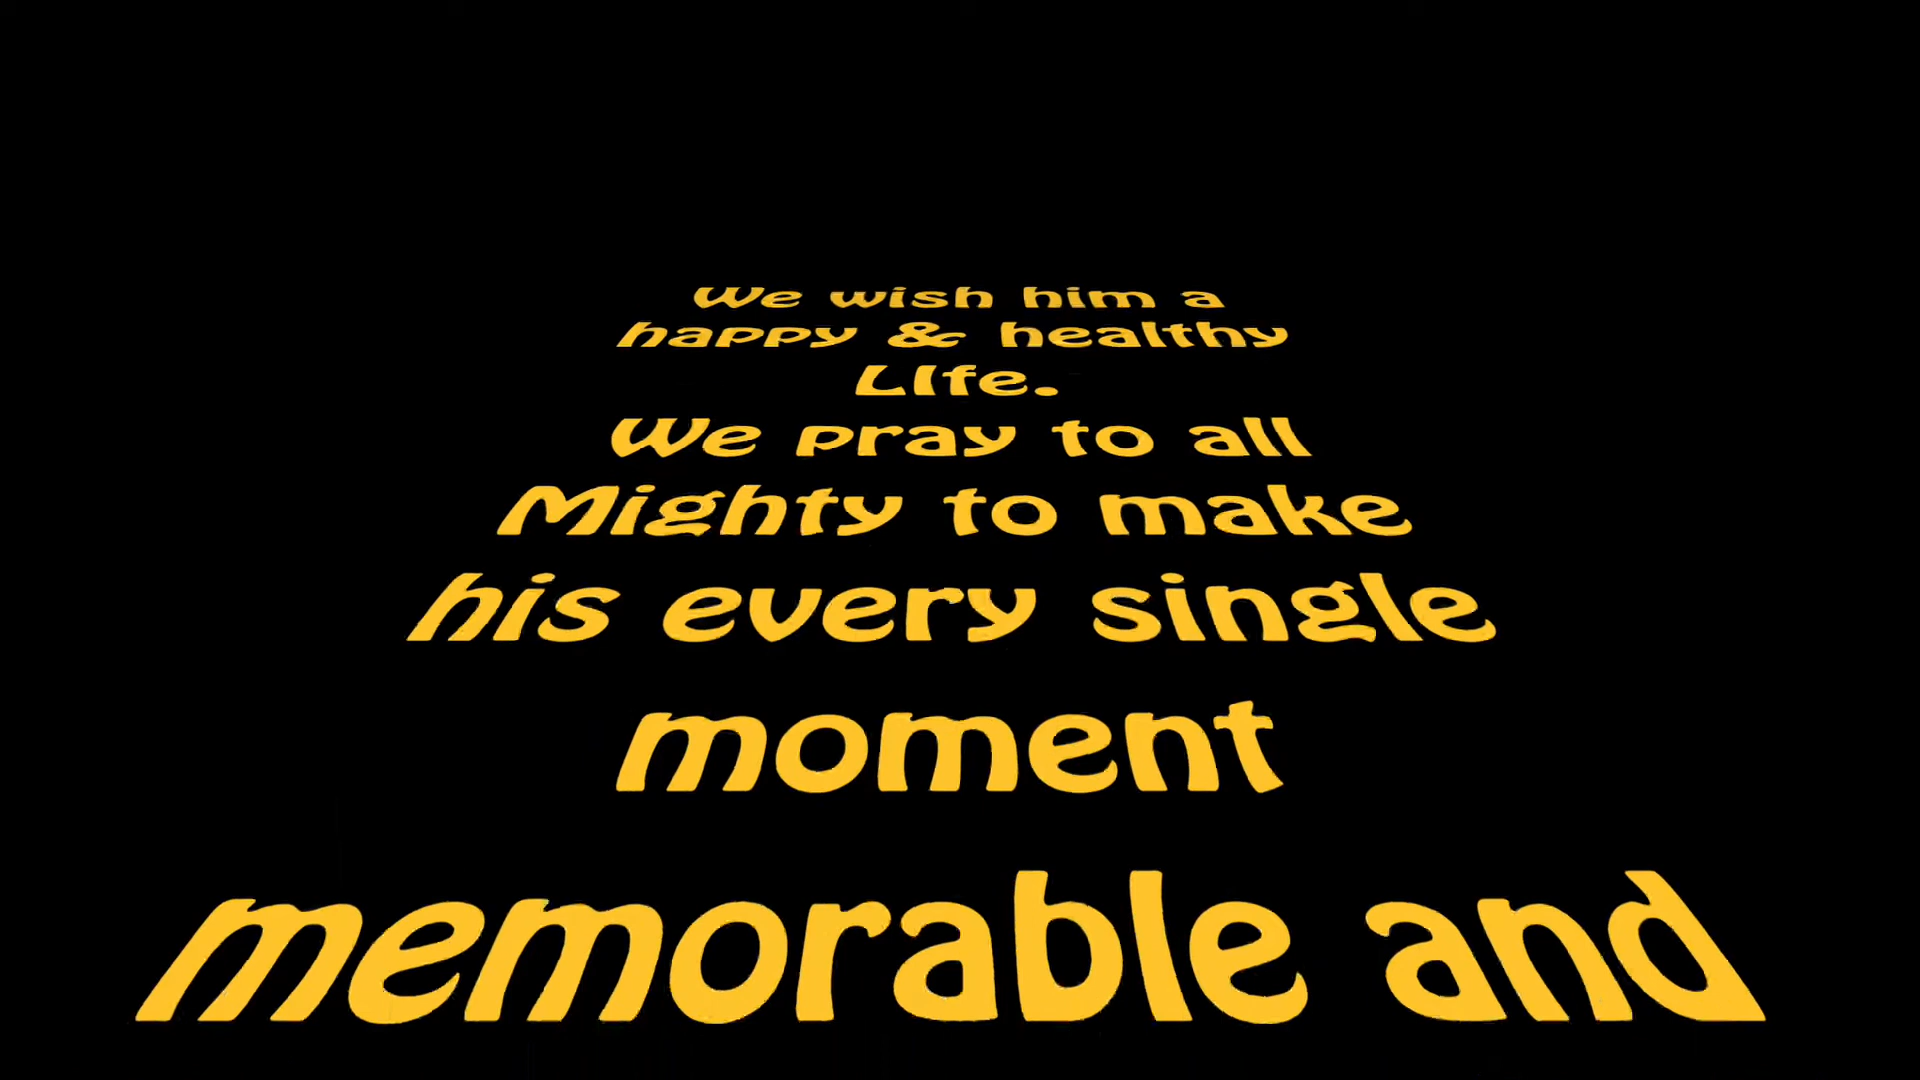 We wish him a
happy & healthy
LIfe.
We pray to all
Mighty to make
his every single
moment
memorable and